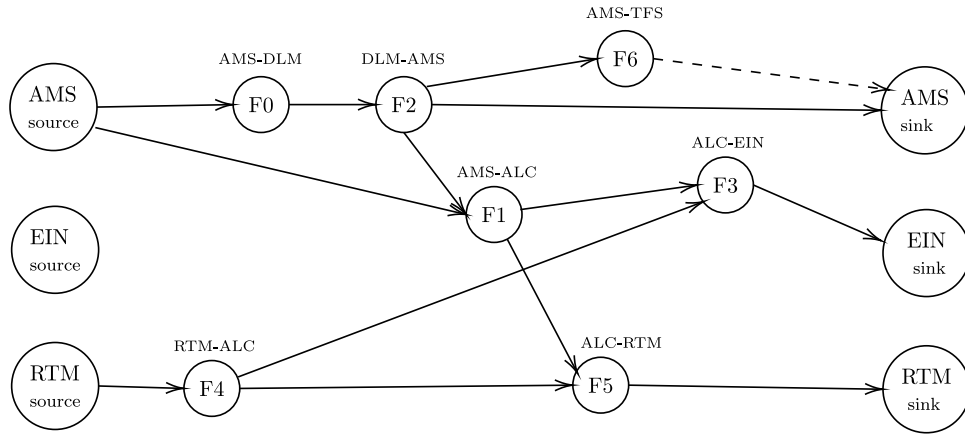 AMS-TFS
AMS-DLM
DLM-AMS
F6
AMS
source
F0
F2
AMS
sink
ALC-EIN
AMS-ALC
F3
F1
EIN
source
EIN
sink
RTM-ALC
ALC-RTM
RTM
source
F4
F5
RTM
sink